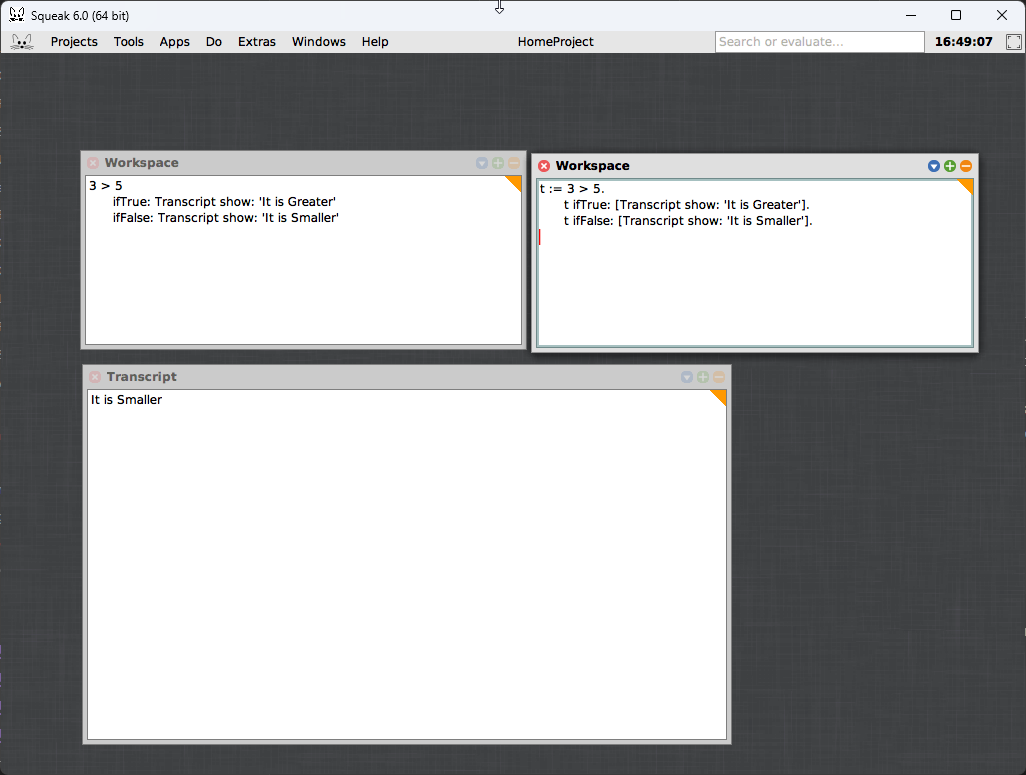 Squeak 6.0 (64 bit)
Projects Tools Apps Do Extras Windows Help HomeProject Search or evaluate... 16:49:07
Workspace
3 > 5
ifTrue: Transcript show: 'It is Greater'
ifFalse: Transcript show: 'It is Smaller'
Workspace
t := 3 > 5.
t ifTrue: [Transcript show: 'It is Greater'].
t ifFalse: [Transcript show: 'It is Smaller'].
Transcript
It is Smaller